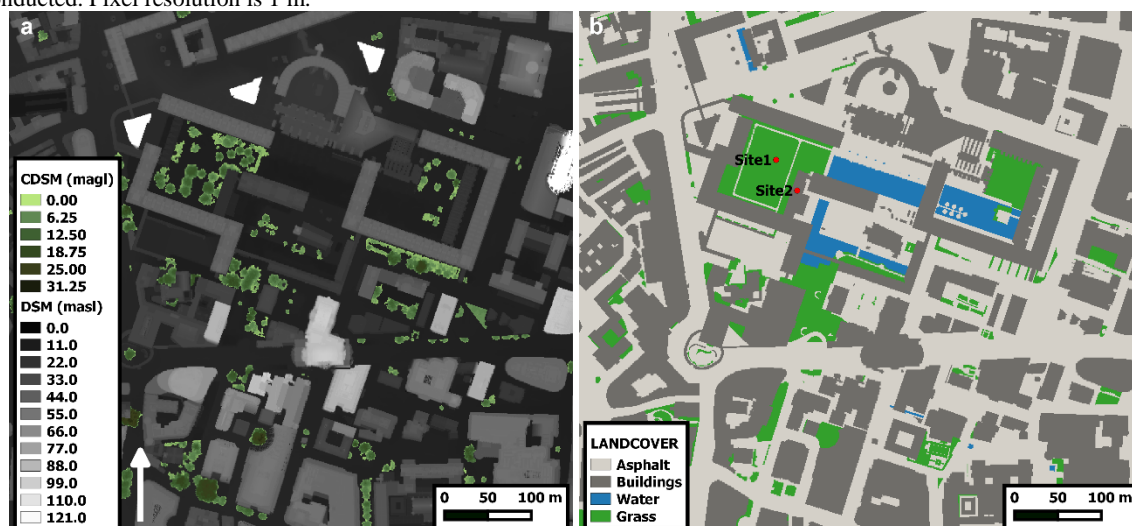 onducted. Pixel resolution is 1 m.
a
CDSM (magl)
0.00
6.25
12.50
18.75
25.00
31.25
DSM (masl)
0.0
11.0
22.0
33.0
44.0
55.0
66.0
77.0
88.0
99.0
110.0
121.0
0 50 100 m
b
Site1
Site2
LANDCOVER
Asphalt
Buildings
Water
Grass
0 50 100 m